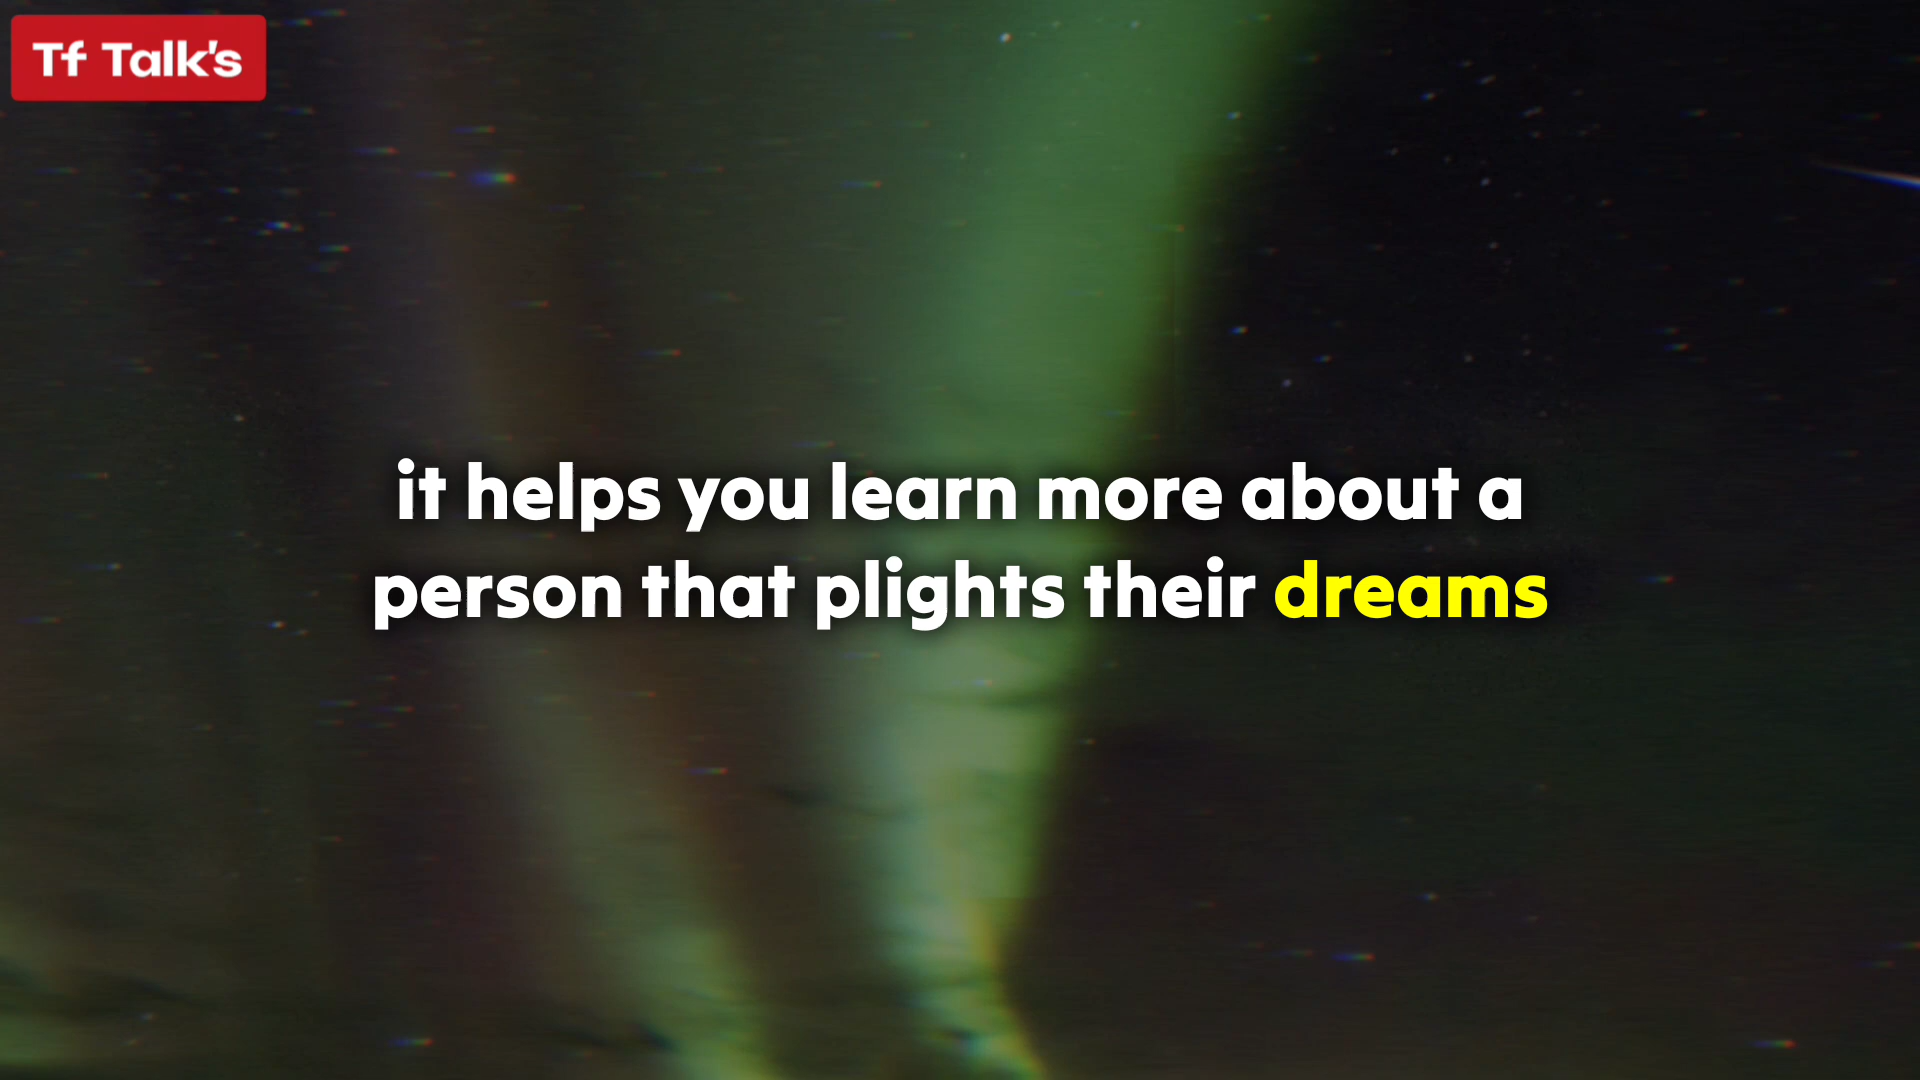 Tf Talk's
it helps you learn more about a
person that plights their dreams